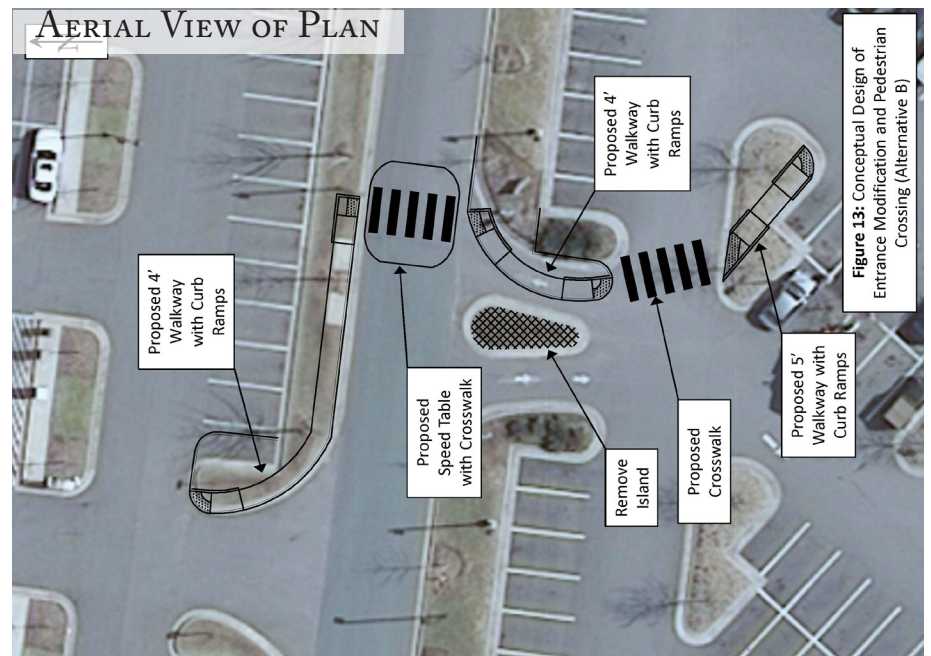 AERIAL VIEW OF PLAN
N
Proposed 4’
Walkway
with Curb
Ramps
Proposed
Speed Table
with Crosswalk
Proposed 4’
Walkway
with Curb
Ramps
Remove
Island
Proposed
Crosswalk
Proposed 5’
Walkway with
Curb Ramps
Figure 13: Conceptual Design of
Entrance Modification and Pedestrian
Crossing (Alternative B)